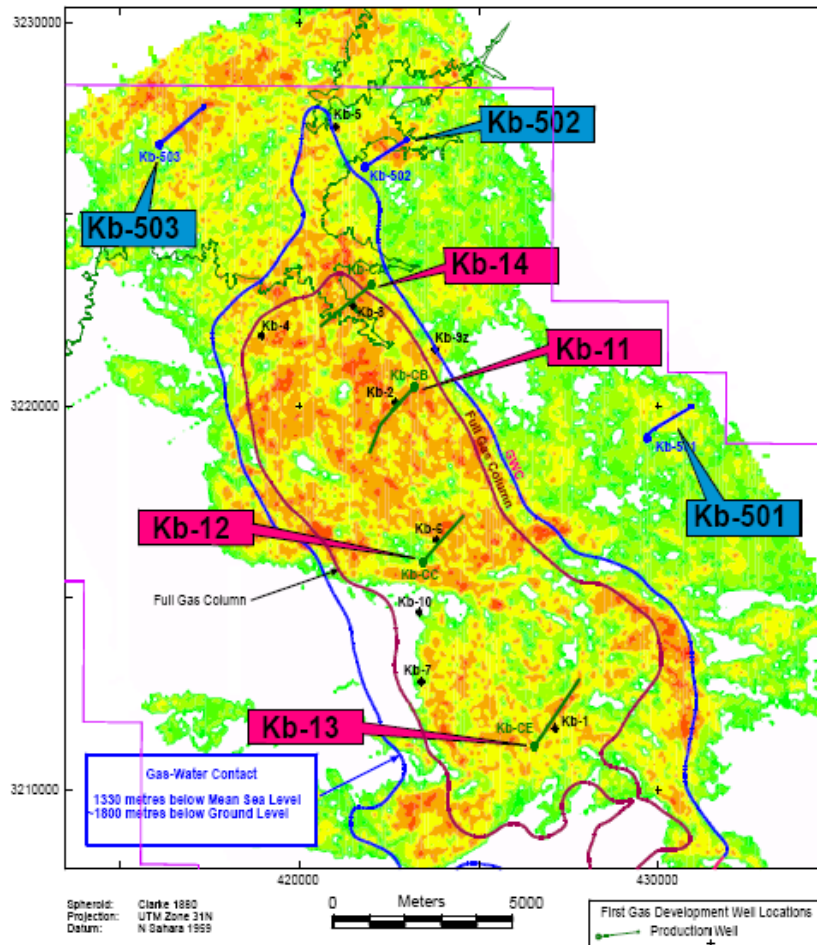 3230000
Kb-5
Kb-502
Kb-503
Kb-502
Kb-503
Kb-14
Kb-CA
Kb-8
Kb-4
Kb-9z
Kb-11
Kb-CB
Kb-2
3220000
Full Gas Column
GWC
Kb-501
Kb-12
Kb-6
Kb-501
Kb-CC
Full Gas Column
Kb-10
Kb-7
Kb-13
Kb-CE
Kb-1
Gas-Water Contact
1330 metres below Mean Sea Level
~1800 metres below Ground Level
3210000
420000
430000
Spheroid: Clarke 1880
Projection: UTM Zone 31N
Datum: N Sahara 1959
0 Meters 5000
First Gas Development Well Locations
Production Well